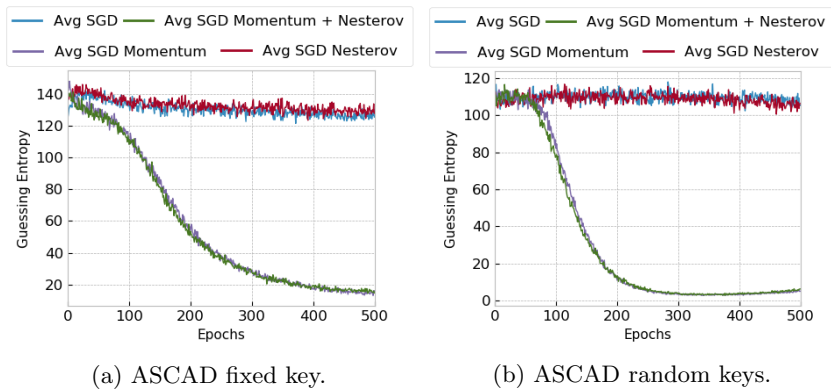 Avg SGD
Avg SGD Momentum + Nesterov
Avg SGD Momentum
Avg SGD Nesterov
Guessing Entropy
140
120
100
80
60
40
20
0
100
200
300
400
500
Epochs
(a) ASCAD fixed key.
Avg SGD
Avg SGD Momentum + Nesterov
Avg SGD Momentum
Avg SGD Nesterov
Guessing Entropy
120
100
80
60
40
20
0
0
100
200
300
400
500
Epochs
(b) ASCAD random keys.